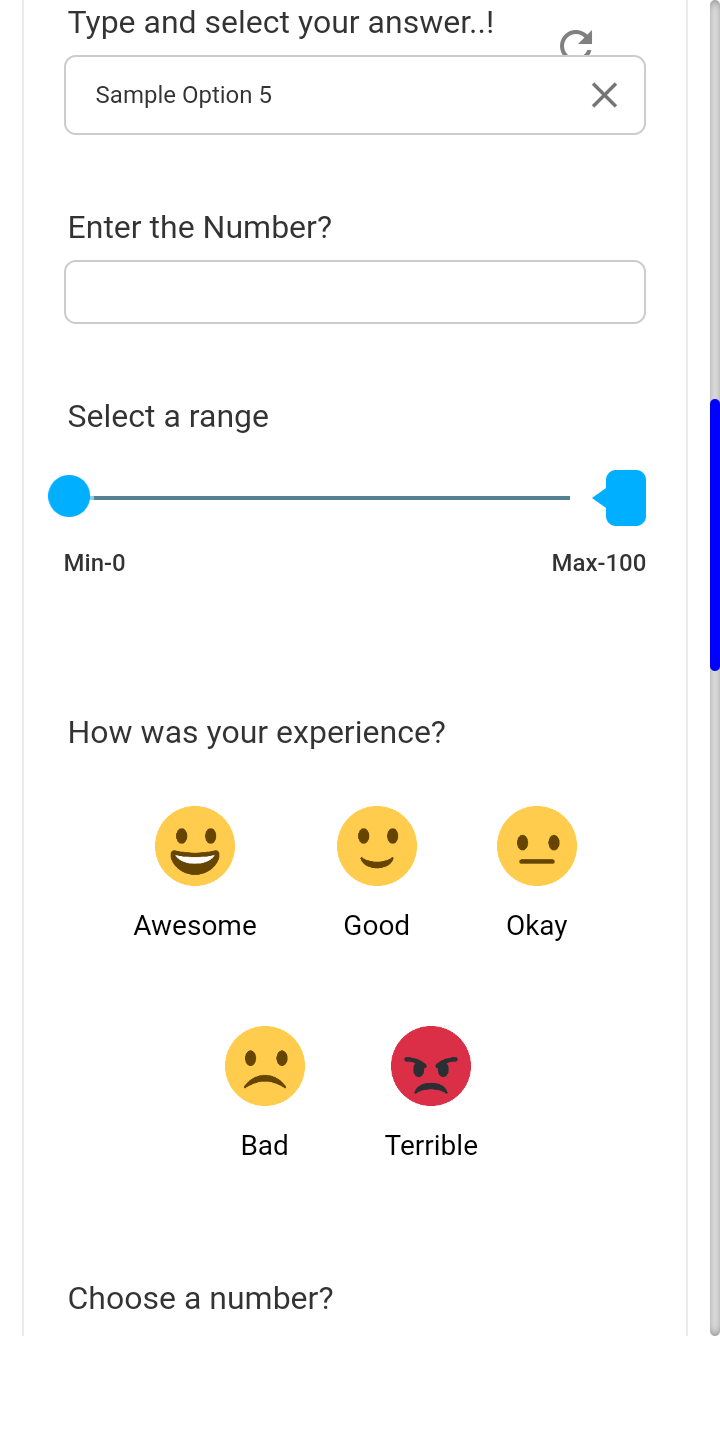 Type and select your answer..!
Sample Option 5
Enter the Number?
Select a range
Min-0 Max-100
How was your experience?
Awesome Good Okay
Bad Terrible
Choose a number?